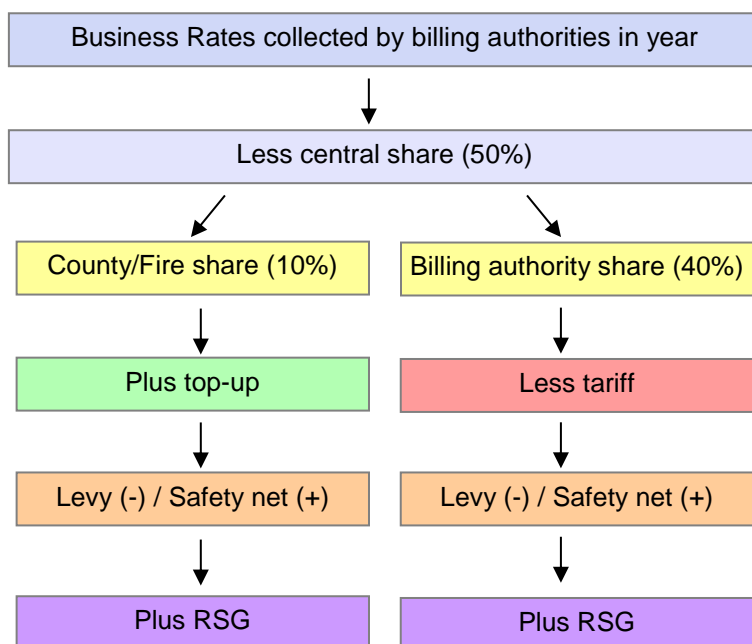 Business Rates collected by billing authorities in year
Less central share (50%)
County/Fire share (10%)
Billing authority share (40%)
Plus top-up
Less tariff
Levy (-) / Safety net (+)
Levy (-) / Safety net (+)
Plus RSG
Plus RSG